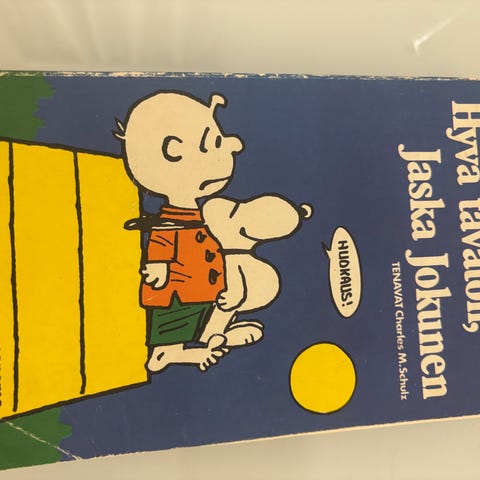 Hyvä tavaton,
Jaska Jokunen
TENAVAT Charles M. Schulz
HUOKAUS!